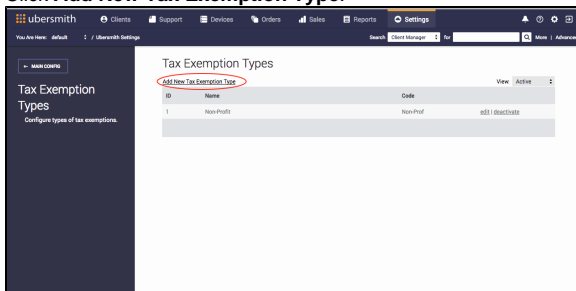 Click Add New Tax Exemption Type.
ubersmith Clients Support Devices Orders Sales Reports Settings
You Are Here: default / Ubersmith Settings Search Client Manager for More | Advanced
← MAIN CONFIG
Tax Exemption Types
Configure types of tax exemptions.
Tax Exemption Types
Add New Tax Exemption Type View Active
ID Name Code
1 Non-Profit Non-Prof edit | deactivate